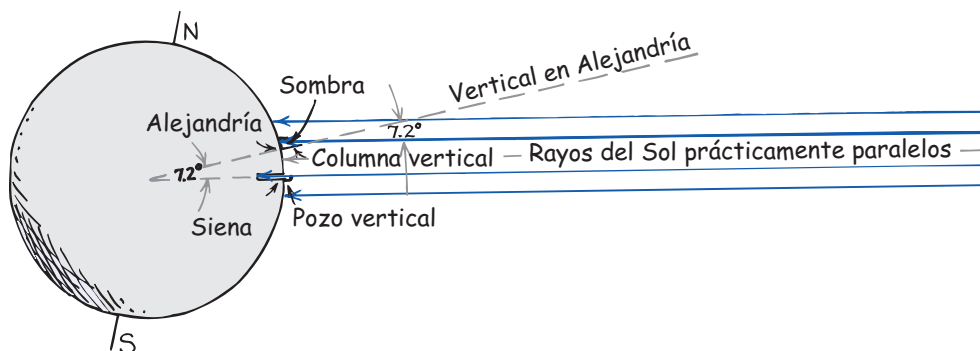 N
Sombra
Vertical en Alejandría
Alejandría
7.2°
Columna vertical
Rayos del Sol prácticamente paralelos
7.2°
Siena
Pozo vertical
S